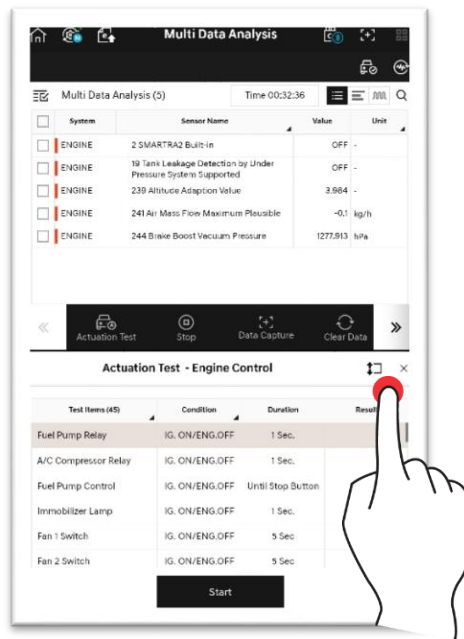 Multi Data Analysis
Multi Data Analysis (5) Time 00:32:36
System Sensor Name Value Unit
ENGINE 2 SMARTRA2 Built-in OFF -
ENGINE 19 Tank Leakage Detection by Under Pressure System Supported OFF -
ENGINE 239 Altitude Adaption Value 3.984 -
ENGINE 241 Air Mass Flow Maximum Plausible -0.1 kg/h
ENGINE 244 Brake Boost Vacuum Pressure 1277.913 hPa
Actuation Test Stop Data Capture Clear Data
Actuation Test - Engine Control
Test Items (45) Condition Duration Result
Fuel Pump Relay IG. ON/ENG.OFF 1 Sec.
A/C Compressor Relay IG. ON/ENG.OFF 1 Sec.
Fuel Pump Control IG. ON/ENG.OFF Until Stop Button
Immobilizer Lamp IG. ON/ENG.OFF 1 Sec.
Fan 1 Switch IG. ON/ENG.OFF 5 Sec
Fan 2 Switch IG. ON/ENG.OFF 5 Sec
Start